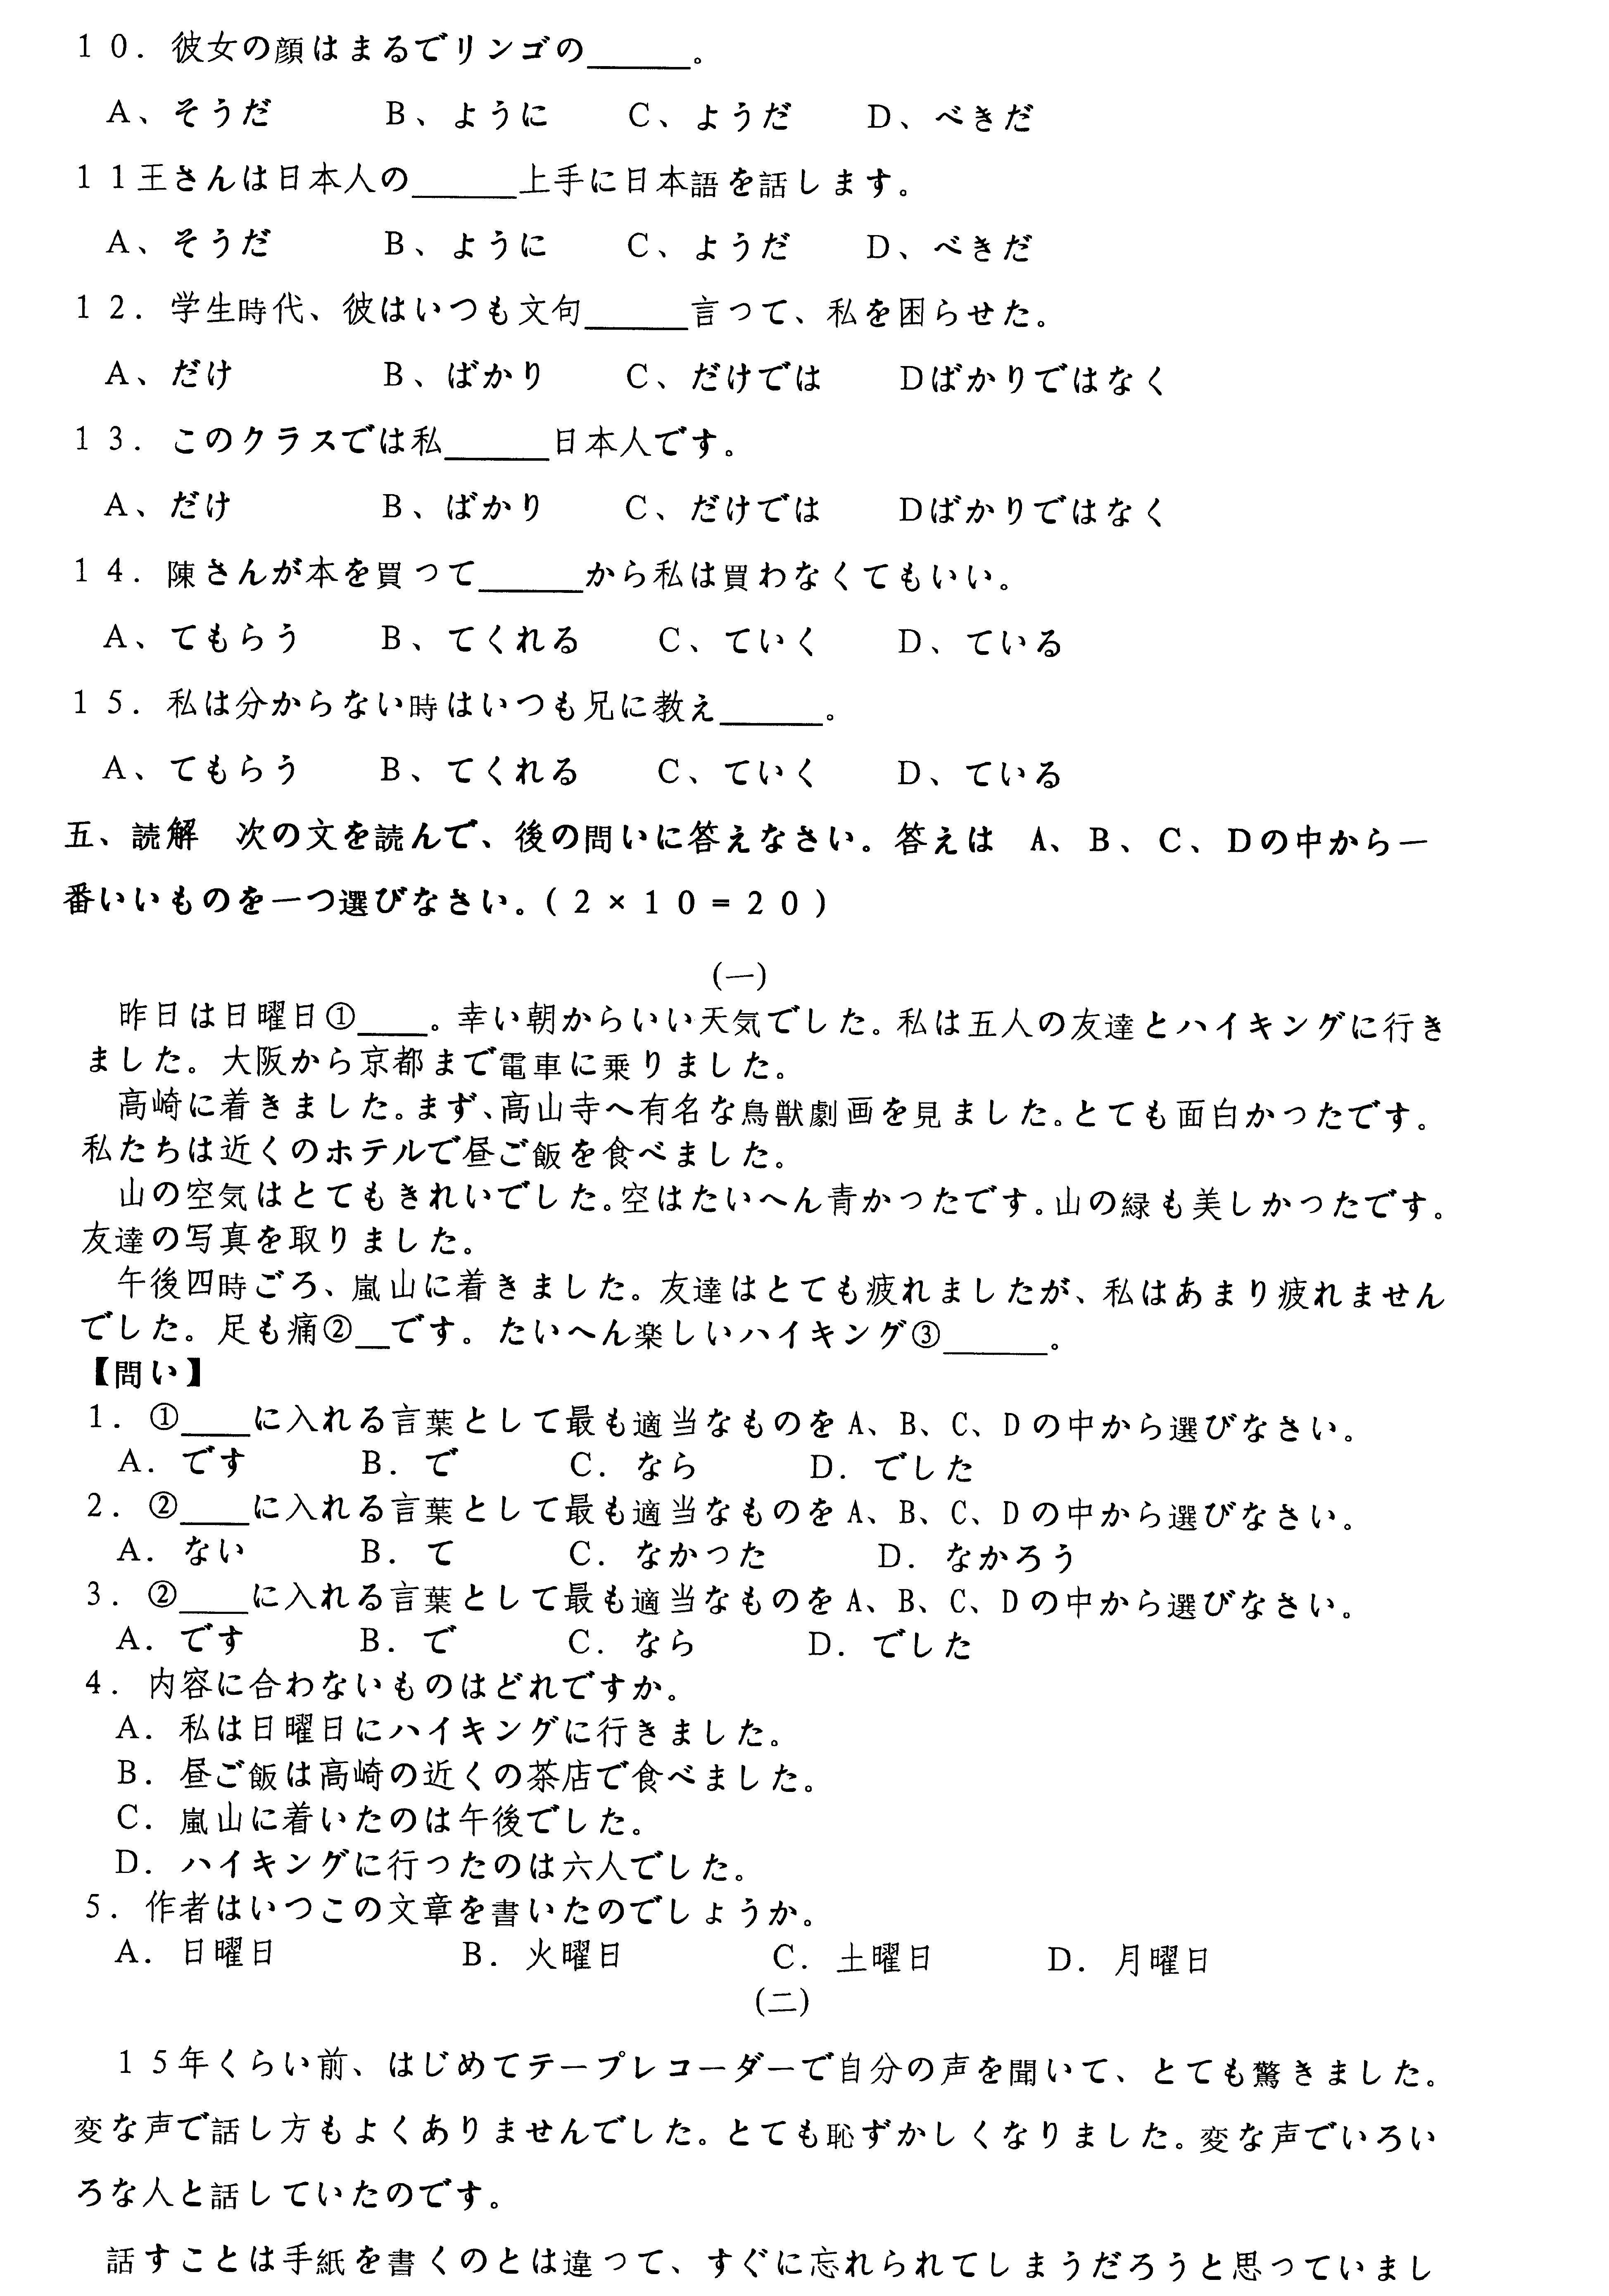 １０．彼女の顔はまるでリンゴの______。
A、そうだ　B、ように　C、ようだ　D、べきだ
１１王さんは日本人の______上手に日本語を話します。
A、そうだ　B、ように　C、ようだ　D、べきだ
１２．学生時代、彼はいつも文句______言って、私を困らせた。
A、だけ　B、ばかり　C、だけでは　Dばかりではなく
１３．このクラスでは私______日本人です。
A、だけ　B、ばかり　C、だけでは　Dばかりではなく
１４．陳さんが本を買って______から私は買わなくてもいい。
A、てもらう　B、てくれる　C、ていく　D、ている
１５．私は分からない時はいつも兄に教え______。
A、てもらう　B、てくれる　C、ていく　D、ている
五、読解　次の文を読んで、後の問いに答えなさい。答えは　A、B、C、Dの中から一
番いいものを一つ選びなさい。(２×１０=２０)
(一)
昨日は日曜日①____。幸い朝からいい天気でした。私は五人の友達とハイキングに行き
ました。大阪から京都まで電車に乗りました。
高崎に着きました。まず、高山寺へ有名な鳥獣劇画を見ました。とても面白かったです。
私たちは近くのホテルで昼ご飯を食べました。
山の空気はとてもきれいでした。空はたいへん青かったです。山の緑も美しかったです。
友達の写真を取りました。
午後四時ごろ、嵐山に着きました。友達はとても疲れましたが、私はあまり疲れません
でした。足も痛②__です。たいへん楽しいハイキング③______。
【問い】
1．①____に入れる言葉として最も適当なものをA、B、C、Dの中から選びなさい。
A．です　B．で　C．なら　D．でした
2．②____に入れる言葉として最も適当なものをA、B、C、Dの中から選びなさい。
A．ない　B．て　C．なかった　D．なかろう
3．②____に入れる言葉として最も適当なものをA、B、C、Dの中から選びなさい。
A．です　B．で　C．なら　D．でした
4．内容に合わないものはどれですか。
A．私は日曜日にハイキングに行きました。
B．昼ご飯は高崎の近くの茶店で食べました。
C．嵐山に着いたのは午後でした。
D．ハイキングに行ったのは六人でした。
5．作者はいつこの文章を書いたのでしょうか。
A．日曜日　B．火曜日　C．土曜日　D．月曜日
(二)
１５年くらい前、はじめてテープレコーダーで自分の声を聞いて、とても驚きました。
変な声で話し方もよくありませんでした。とても恥ずかしくなりました。変な声でいろい
ろな人と話していたのです。
話すことは手紙を書くのとは違って、すぐに忘れられてしまうだろうと思っていまし